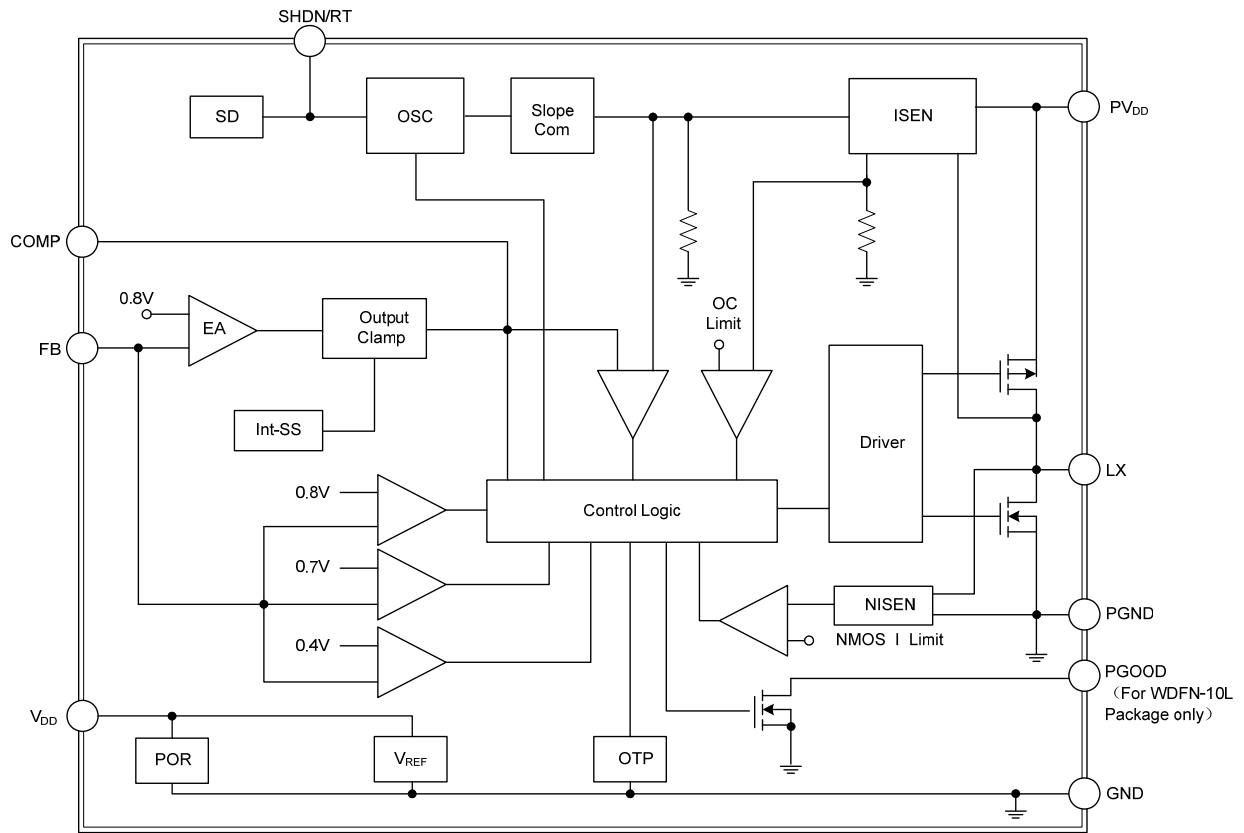 SHDN/RT
SD
OSC
Slope
Com
ISEN
PVDD
COMP
0.8V
EA
Output
Clamp
OC
Limit
FB
Int-SS
Driver
LX
0.8V
Control Logic
0.7V
NISEN
PGND
0.4V
NMOS I Limit
PGOOD
（For WDFN-10L
Package only）
VDD
POR
VREF
OTP
GND